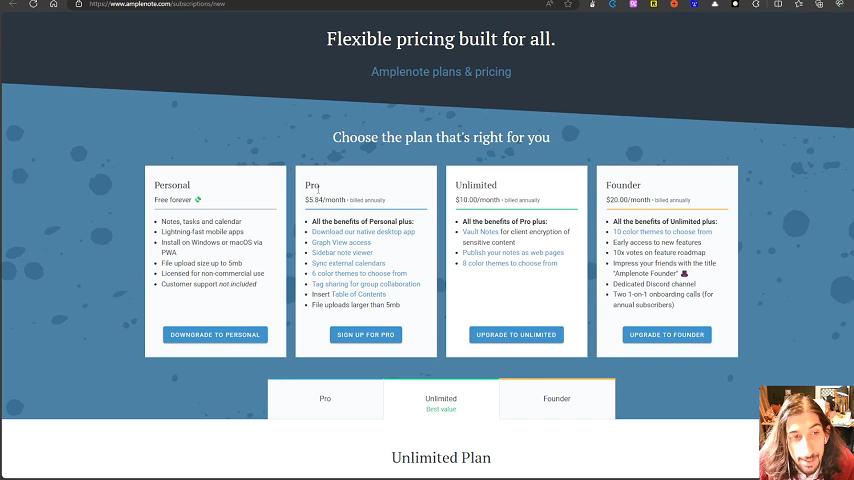 https://www.amplenote.com/subscriptions/new
Flexible pricing built for all.
Amplenote plans & pricing
Choose the plan that's right for you
Personal
Free forever
Notes, tasks and calendar
Lightning-fast mobile apps
Install on Windows or macOS via
PWA
File upload size up to 5mb
Licensed for non-commercial use
Customer support not included
DOWNGRADE TO PERSONAL
Pro
$5.84/month • billed annually
All the benefits of Personal plus:
Download our native desktop app
Graph View access
Sidebar note viewer
Sync external calendars
6 color themes to choose from
Tag sharing for group collaboration
Insert Table of Contents
File uploads larger than 5mb
SIGN UP FOR PRO
Unlimited
$10.00/month • billed annually
All the benefits of Pro plus:
Vault Notes for client encryption of
sensitive content
Publish your notes as web pages
8 color themes to choose from
UPGRADE TO UNLIMITED
Founder
$20.00/month • billed annually
All the benefits of Unlimited plus:
10 color themes to choose from
Early access to new features
10x votes on feature roadmap
Impress your friends with the title
"Amplenote Founder"
Dedicated Discord channel
Two 1-on-1 onboarding calls (for
annual subscribers)
UPGRADE TO FOUNDER
Pro
Unlimited
Best value
Founder
Unlimited Plan